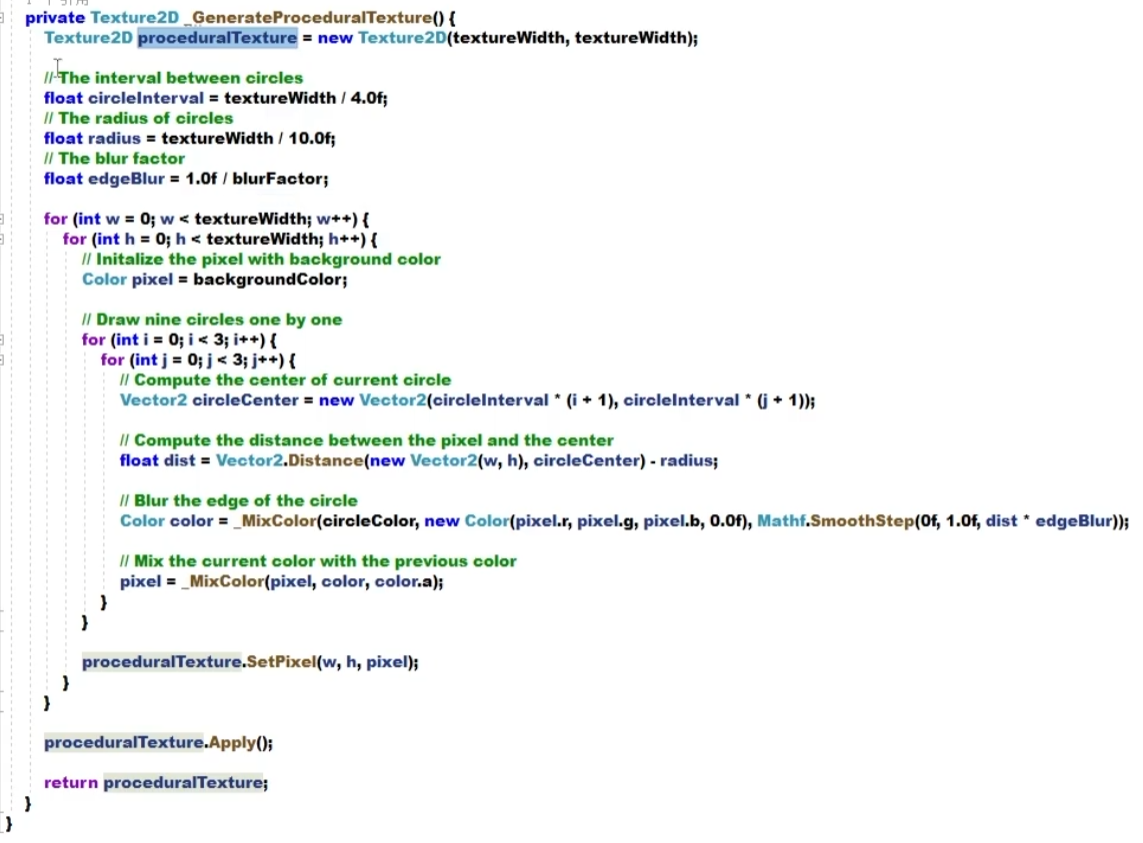 private Texture2D _GenerateProceduralTexture() {
Texture2D proceduralTexture = new Texture2D(textureWidth, textureWidth);
// The interval between circles
float circleInterval = textureWidth / 4.0f;
// The radius of circles
float radius = textureWidth / 10.0f;
// The blur factor
float edgeBlur = 1.0f / blurFactor;
for (int w = 0; w < textureWidth; w++) {
for (int h = 0; h < textureWidth; h++) {
// Initalize the pixel with background color
Color pixel = backgroundColor;
// Draw nine circles one by one
for (int i = 0; i < 3; i++) {
for (int j = 0; j < 3; j++) {
// Compute the center of current circle
Vector2 circleCenter = new Vector2(circleInterval * (i + 1), circleInterval * (j + 1));
// Compute the distance between the pixel and the center
float dist = Vector2.Distance(new Vector2(w, h), circleCenter) - radius;
// Blur the edge of the circle
Color color = _MixColor(circleColor, new Color(pixel.r, pixel.g, pixel.b, 0.0f), Mathf.SmoothStep(0f, 1.0f, dist * edgeBlur));
// Mix the current color with the previous color
pixel = _MixColor(pixel, color, color.a);
}
}
proceduralTexture.SetPixel(w, h, pixel);
}
}
proceduralTexture.Apply();
return proceduralTexture;
}
}